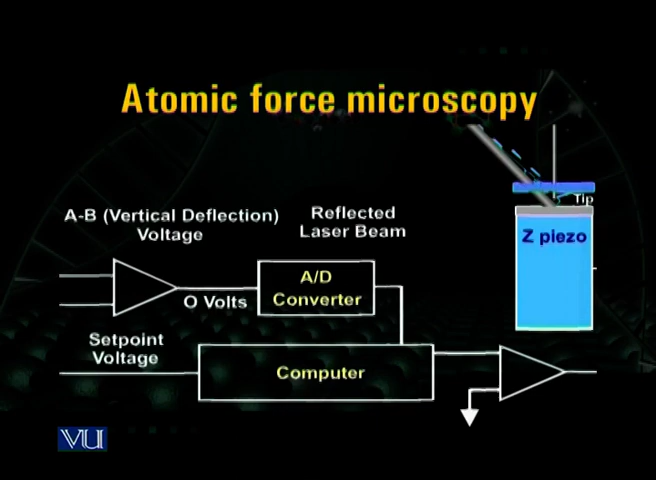 Atomic force microscopy
Tip
A-B (Vertical Deflection)
Voltage
Reflected
Laser Beam
Z piezo
A/D
Converter
O Volts
Setpoint
Voltage
Computer
VU